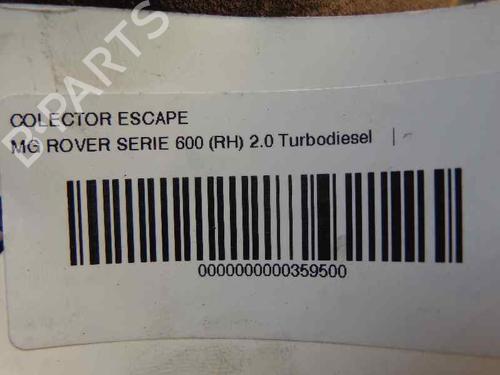 B-PARTS
COLECTOR ESCAPE
MG ROVER SERIE 600 (RH) 2.0 Turbodiesel |
0000000000359500